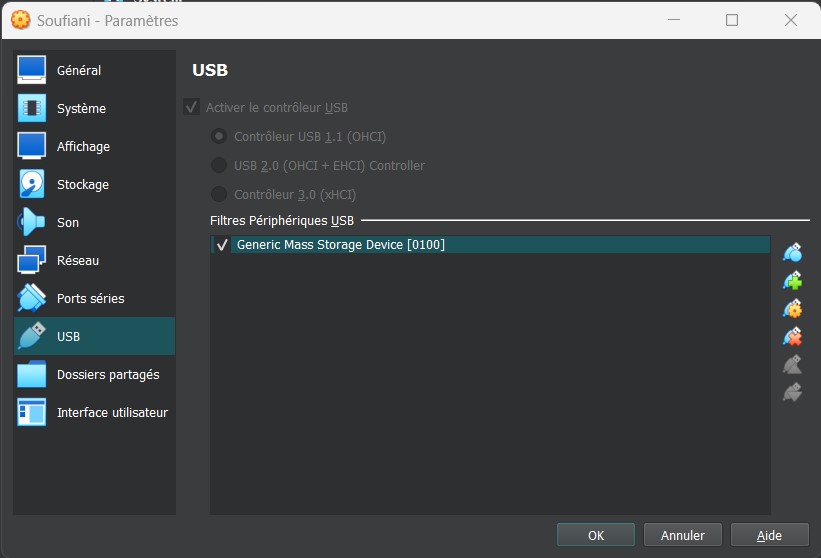 Soufiani - Paramètres
Général
Système
Affichage
Stockage
Son
Réseau
Ports séries
USB
Dossiers partagés
Interface utilisateur
USB
Activer le contrôleur USB
Contrôleur USB 1.1 (OHCI)
USB 2.0 (OHCI + EHCI) Controller
Contrôleur 3.0 (xHCI)
Filtres Périphériques USB
Generic Mass Storage Device [0100]
OK
Annuler
Aide